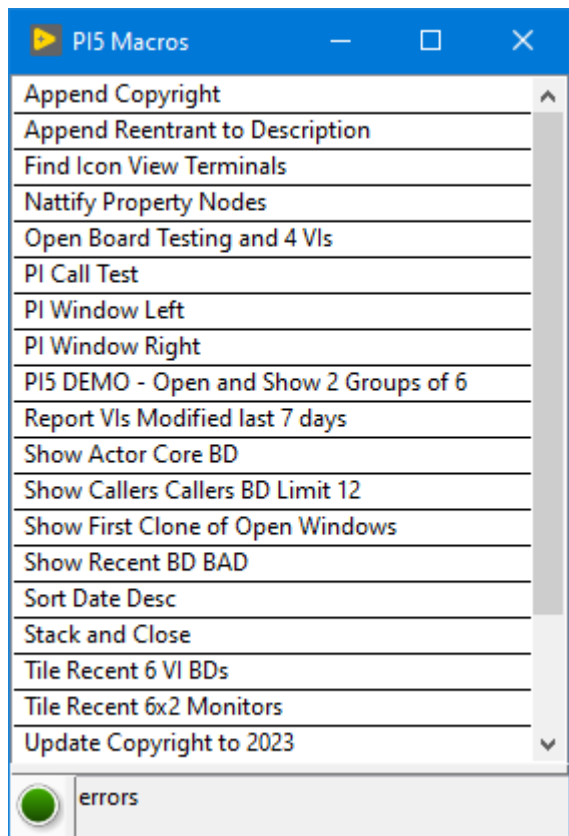 PI5 Macros
Append Copyright
Append Reentrant to Description
Find Icon View Terminals
Nattify Property Nodes
Open Board Testing and 4 VIs
PI Call Test
PI Window Left
PI Window Right
PI5 DEMO - Open and Show 2 Groups of 6
Report VIs Modified last 7 days
Show Actor Core BD
Show Callers Callers BD Limit 12
Show First Clone of Open Windows
Show Recent BD BAD
Sort Date Desc
Stack and Close
Tile Recent 6 VI BDs
Tile Recent 6x2 Monitors
Update Copyright to 2023
errors